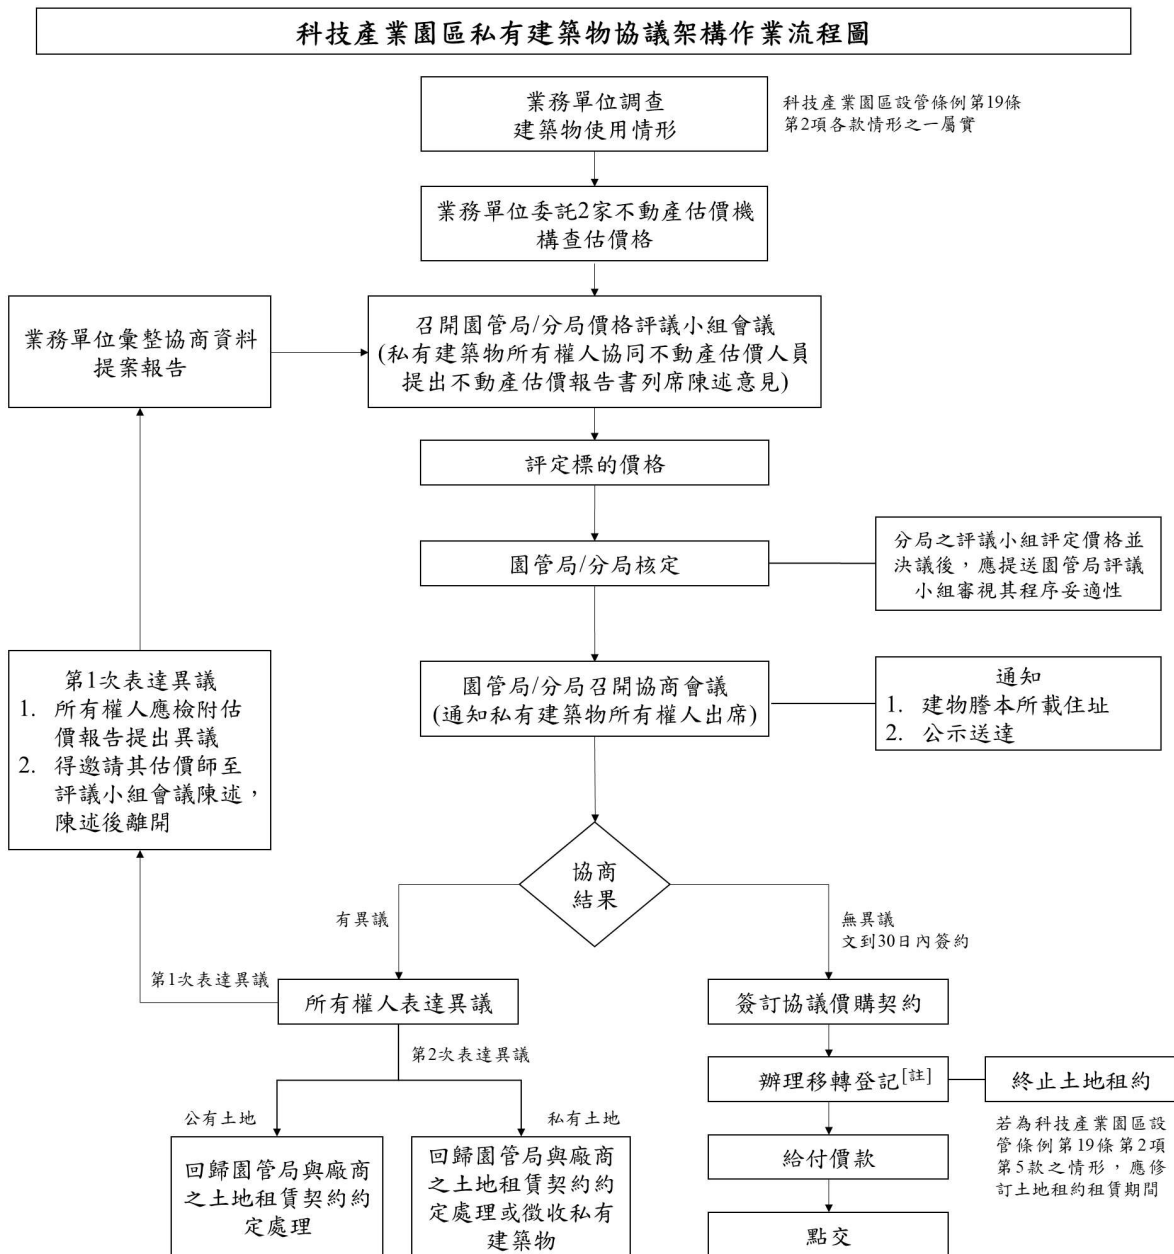 科技產業園區私有建築物協議架構作業流程圖
業務單位調查
建築物使用情形
科技產業園區設管條例第19條
第2項各款情形之一屬實
業務單位委託2家不動產估價機
構查估價格
業務單位彙整協商資料
提案報告
召開園管局/分局價格評議小組會議
(私有建築物所有權人協同不動產估價人員
提出不動產估價報告書列席陳述意見)
評定標的價格
園管局/分局核定
分局之評議小組評定價格並
決議後，應提送園管局評議
小組審視其程序妥適性
第1次表達異議
1. 所有權人應檢附估
價報告提出異議
2. 得邀請其估價師至
評議小組會議陳述，
陳述後離開
園管局/分局召開協商會議
(通知私有建築物所有權人出席)
通知
1. 建物謄本所載住址
2. 公示送達
協商
結果
有異議
無異議
文到30日內簽約
第1次表達異議
所有權人表達異議
簽訂協議價購契約
第2次表達異議
辦理移轉登記[註]
終止土地租約
公有土地
私有土地
若為科技產業園區設
管條例第19條第2項
第5款之情形，應修
訂土地租約租賃期間
回歸園管局與廠商
之土地租賃契約約
定處理
回歸園管局與廠商
之土地租賃契約約
定處理或徵收私有
建築物
給付價款
點交